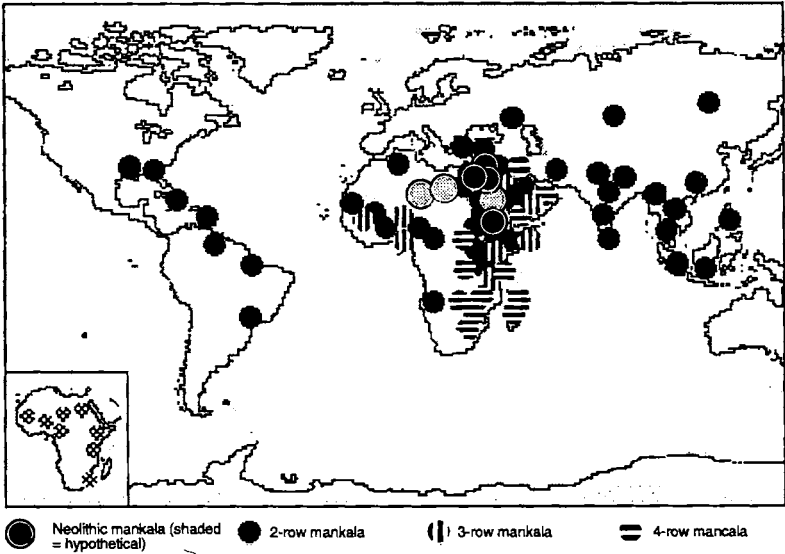 Neolithic mankala (shaded
= hypothetical)
2-row mankala
3-row mankala
4-row mancala